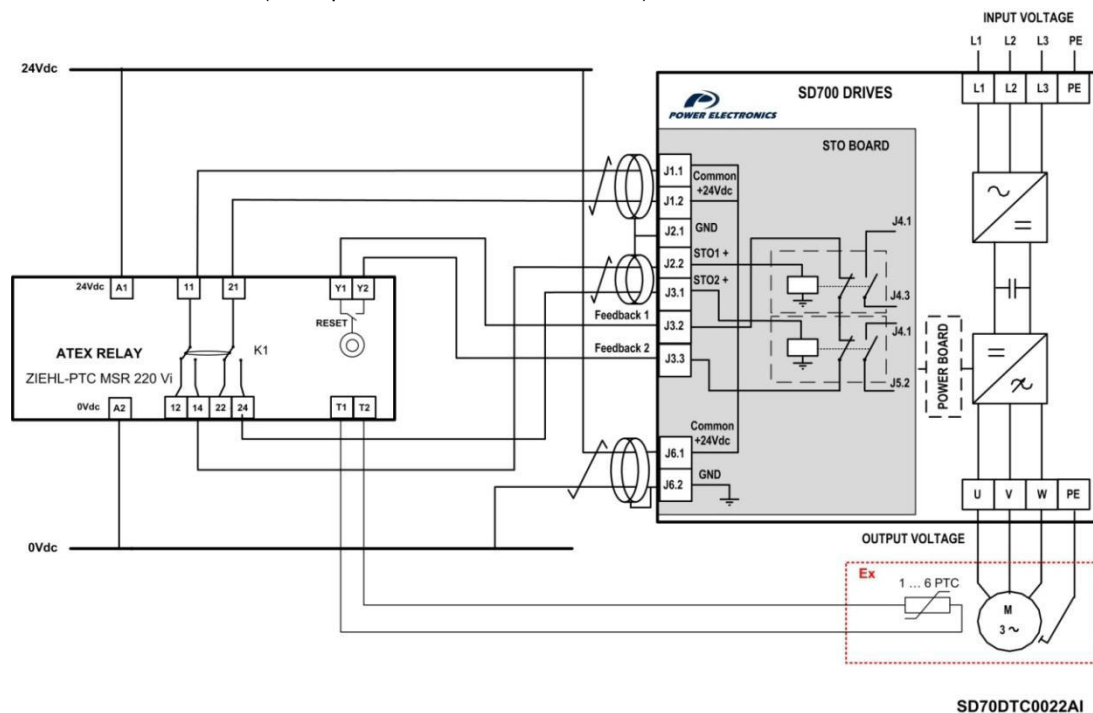 INPUT VOLTAGE
L1 L2 L3 PE
24Vdc
L1 L2 L3 PE
SD700 DRIVES
POWER ELECTRONICS
STO BOARD
J1.1
Common
+24Vdc
J1.2
J2.1 GND
J4.1
J2.2 STO1 +
J3.1 STO2 +
J4.3
24Vdc A1 11 21 Y1 Y2
Feedback 1 J3.2
J4.1
RESET
Feedback 2 J3.3
K1
ATEX RELAY
ZIEHL-PTC MSR 220 Vi
J5.2
POWER BOARD
0Vdc A2 12 14 22 24 T1 T2
Common
+24Vdc
J6.1
J6.2 GND
U V W PE
OUTPUT VOLTAGE
0Vdc
Ex
1 ... 6 PTC
M
3 ~
SD70DTC0022AI